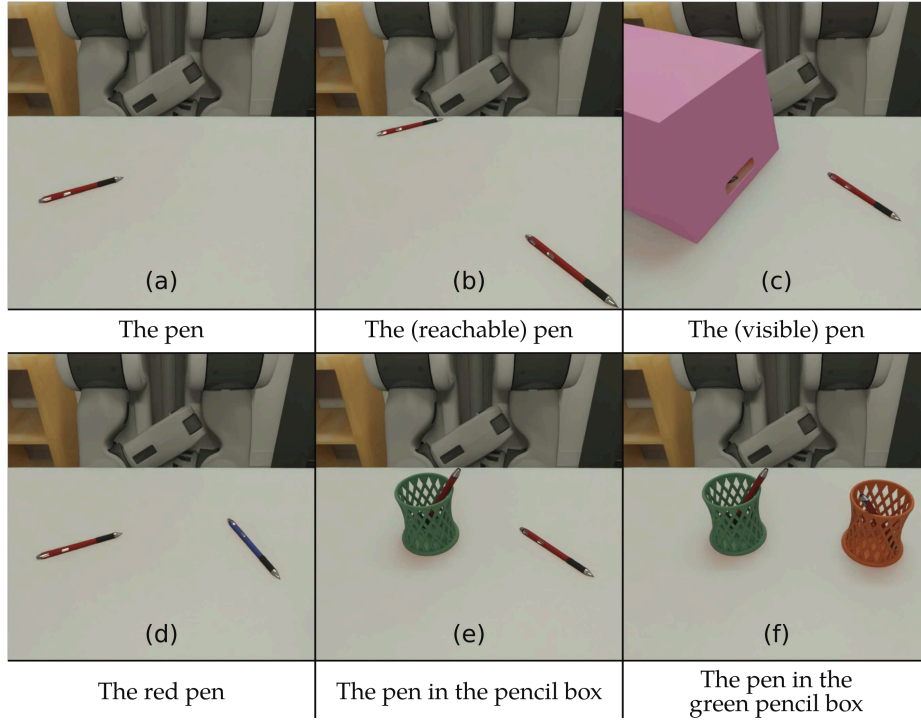 (a)
(b)
(c)
The pen
The (reachable) pen
The (visible) pen
(d)
(e)
(f)
The red pen
The pen in the pencil box
The pen in the
green pencil box